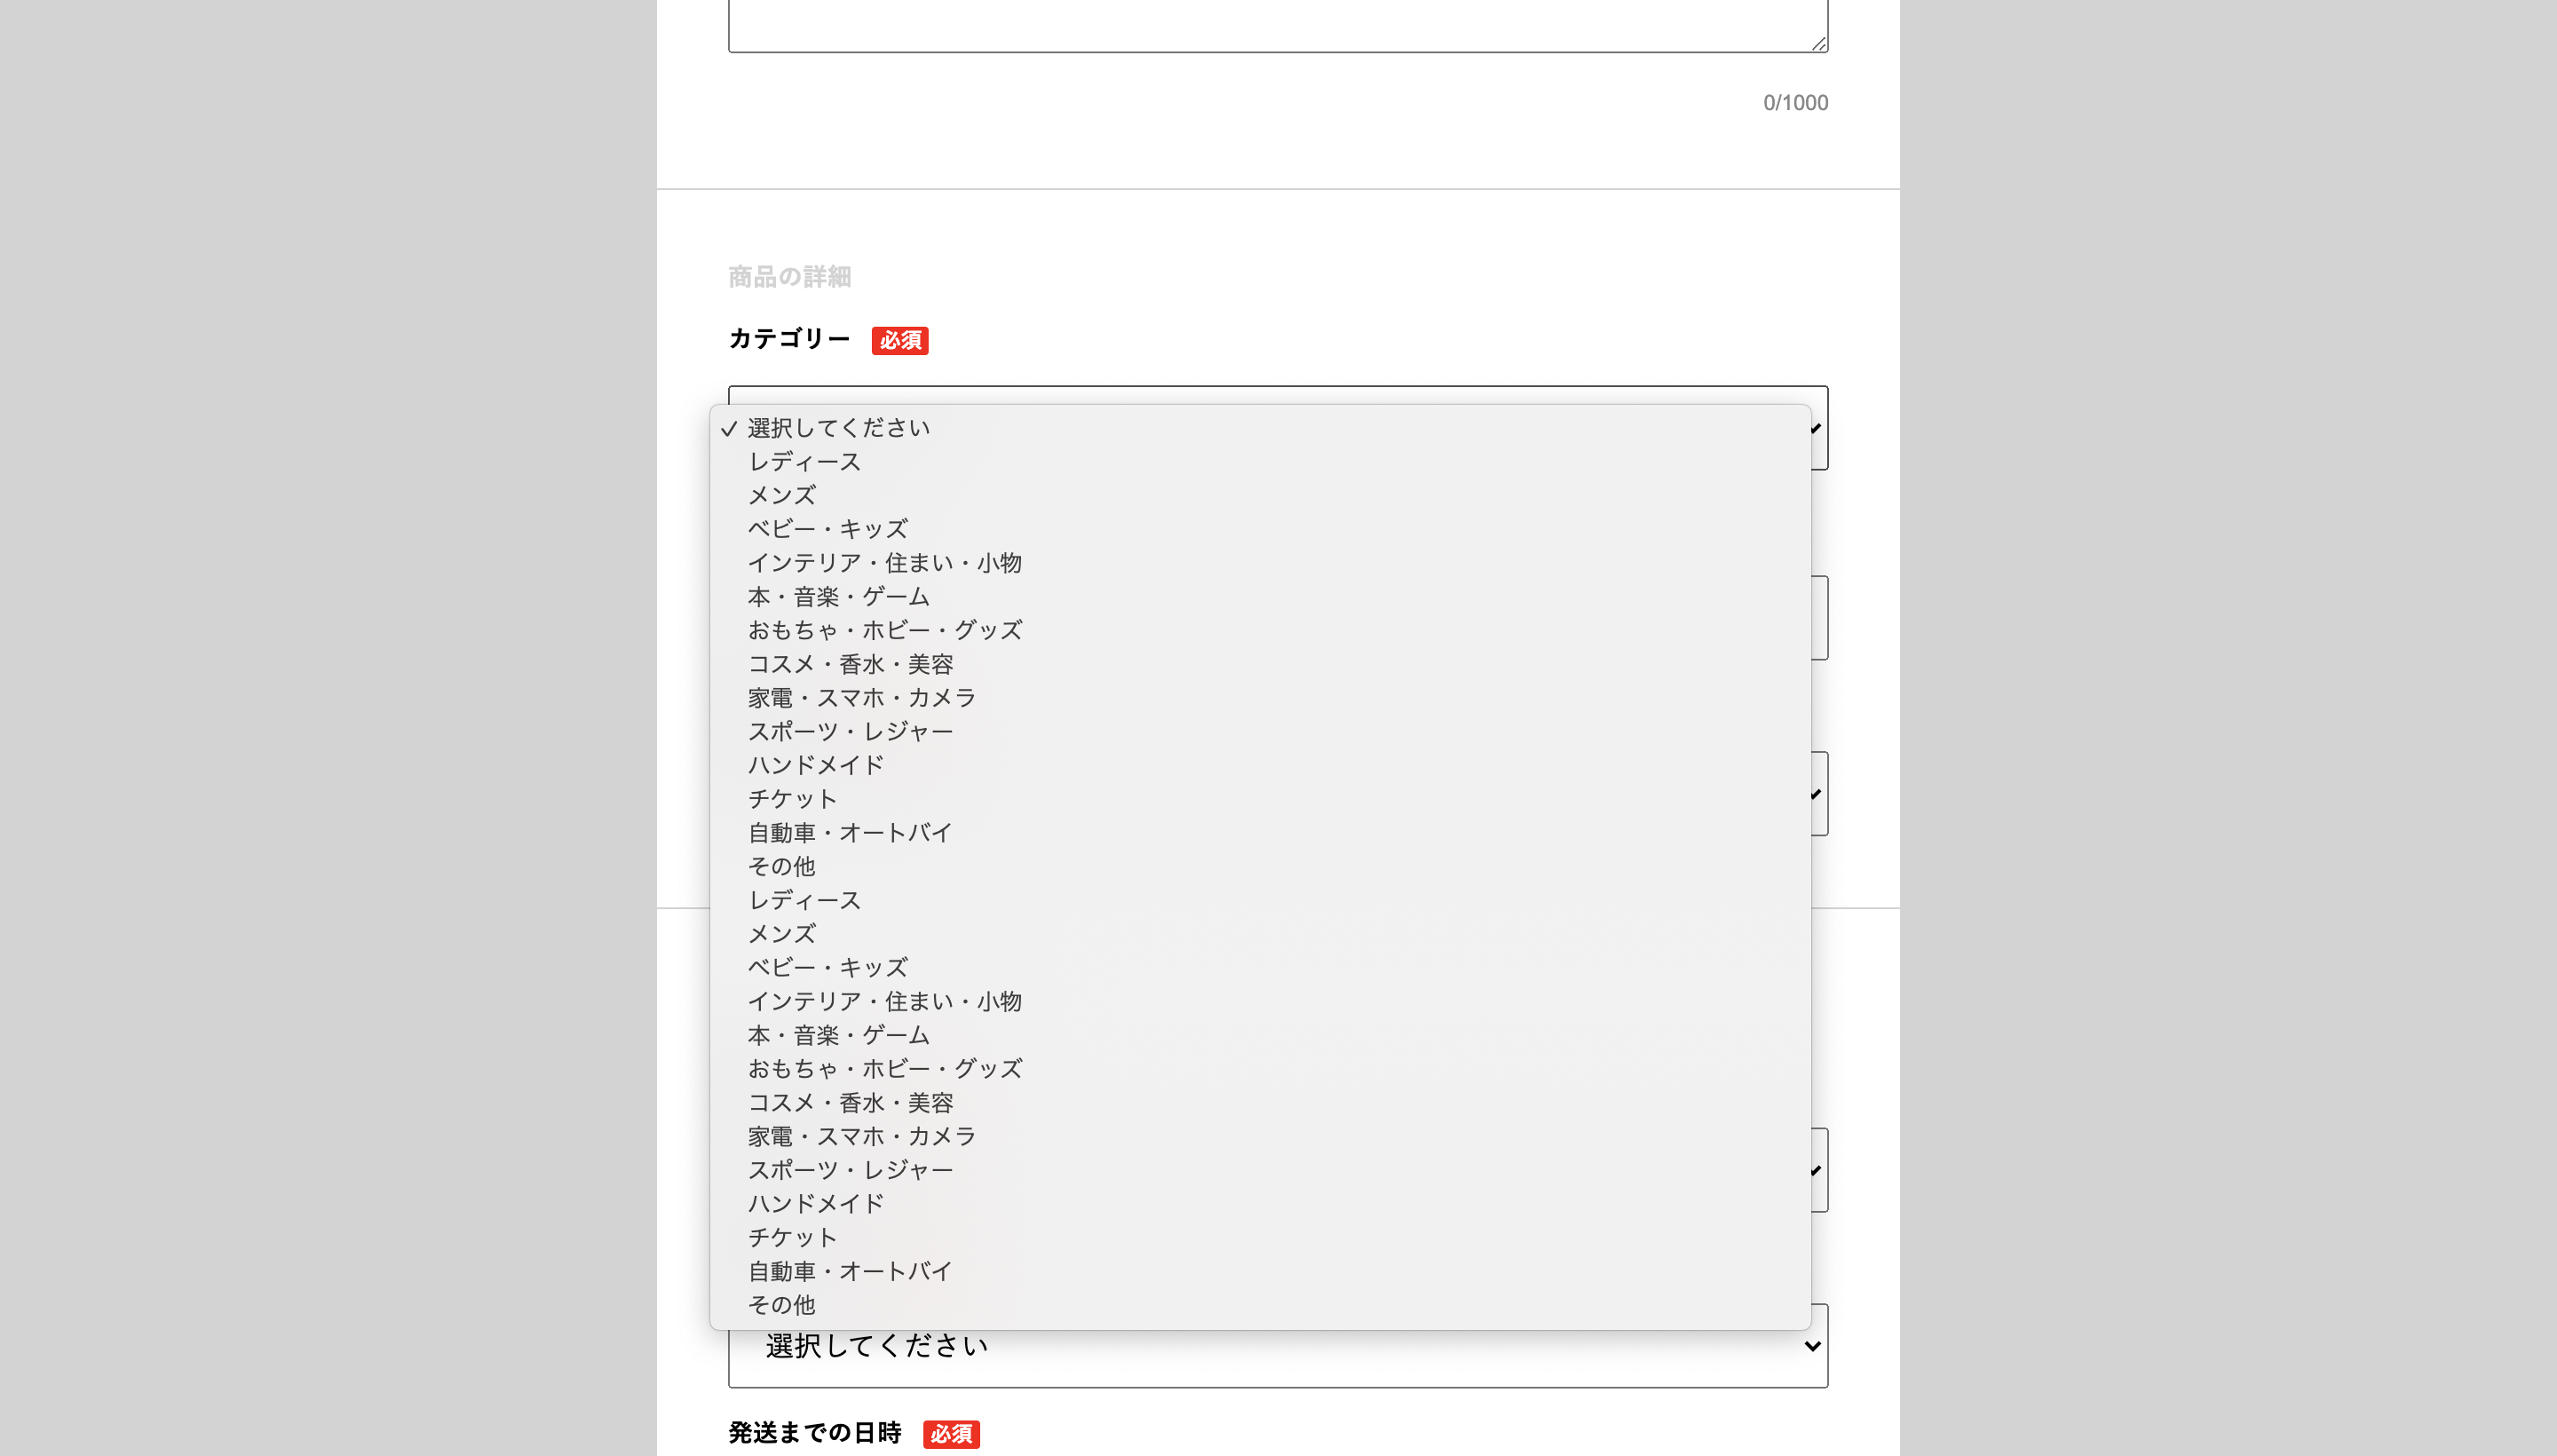 0/1000
商品の詳細
カテゴリー 必須
✓ 選択してください
レディース
メンズ
ベビー・キッズ
インテリア・住まい・小物
本・音楽・ゲーム
おもちゃ・ホビー・グッズ
コスメ・香水・美容
家電・スマホ・カメラ
スポーツ・レジャー
ハンドメイド
チケット
自動車・オートバイ
その他
レディース
メンズ
ベビー・キッズ
インテリア・住まい・小物
本・音楽・ゲーム
おもちゃ・ホビー・グッズ
コスメ・香水・美容
家電・スマホ・カメラ
スポーツ・レジャー
ハンドメイド
チケット
自動車・オートバイ
その他
選択してください
発送までの日時 必須